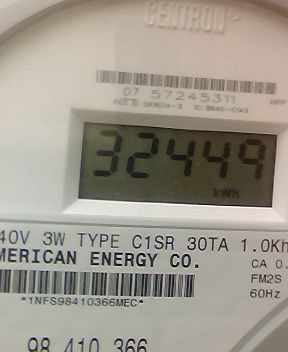 CENTRON®
07 57245311
32449
kWh
40V 3W TYPE C1SR 30TA 1.0Kh
MERICAN ENERGY CO.
CA 0.
FM2S
60Hz
*1NFS98410366MEC*
98 410 366